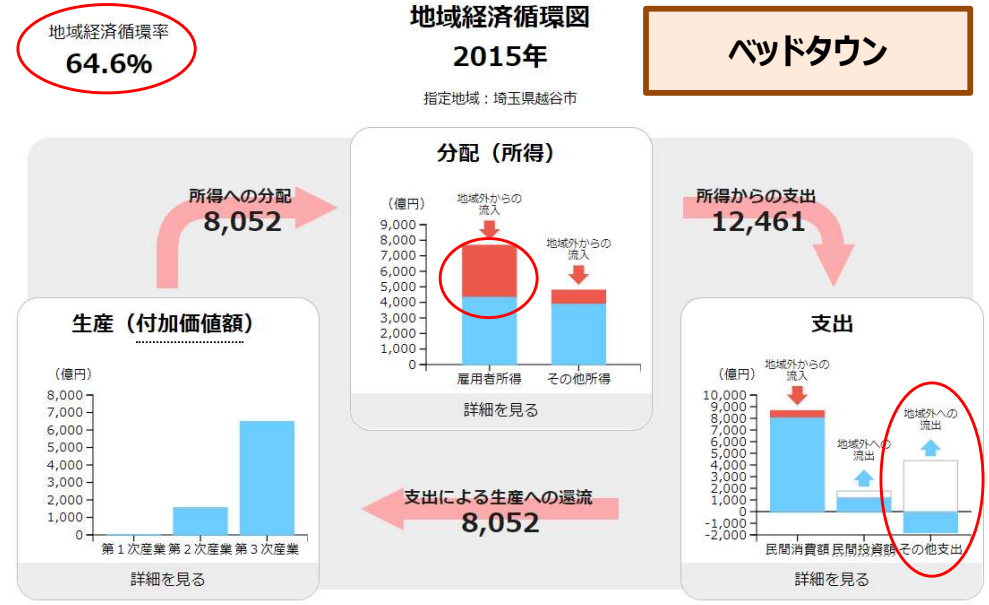 地域経済循環率
64.6%
地域経済循環図
2015年
指定地域：埼玉県越谷市
ベッドタウン
分配（所得）
（億円）
地域外からの
流入
地域外からの
流入
9,000
8,000
7,000
6,000
5,000
4,000
3,000
2,000
1,000
0
雇用者所得
その他所得
詳細を見る
所得への分配
8,052
所得からの支出
12,461
生産（付加価値額）
（億円）
8,000
7,000
6,000
5,000
4,000
3,000
2,000
1,000
0
第１次産業
第２次産業
第３次産業
詳細を見る
支出による生産への還流
8,052
支出
（億円）
地域外からの
流入
地域外への
流出
地域外への
流出
10,000
9,000
8,000
7,000
6,000
5,000
4,000
3,000
2,000
1,000
0
-1,000
-2,000
民間消費額
民間投資額
その他支出
詳細を見る